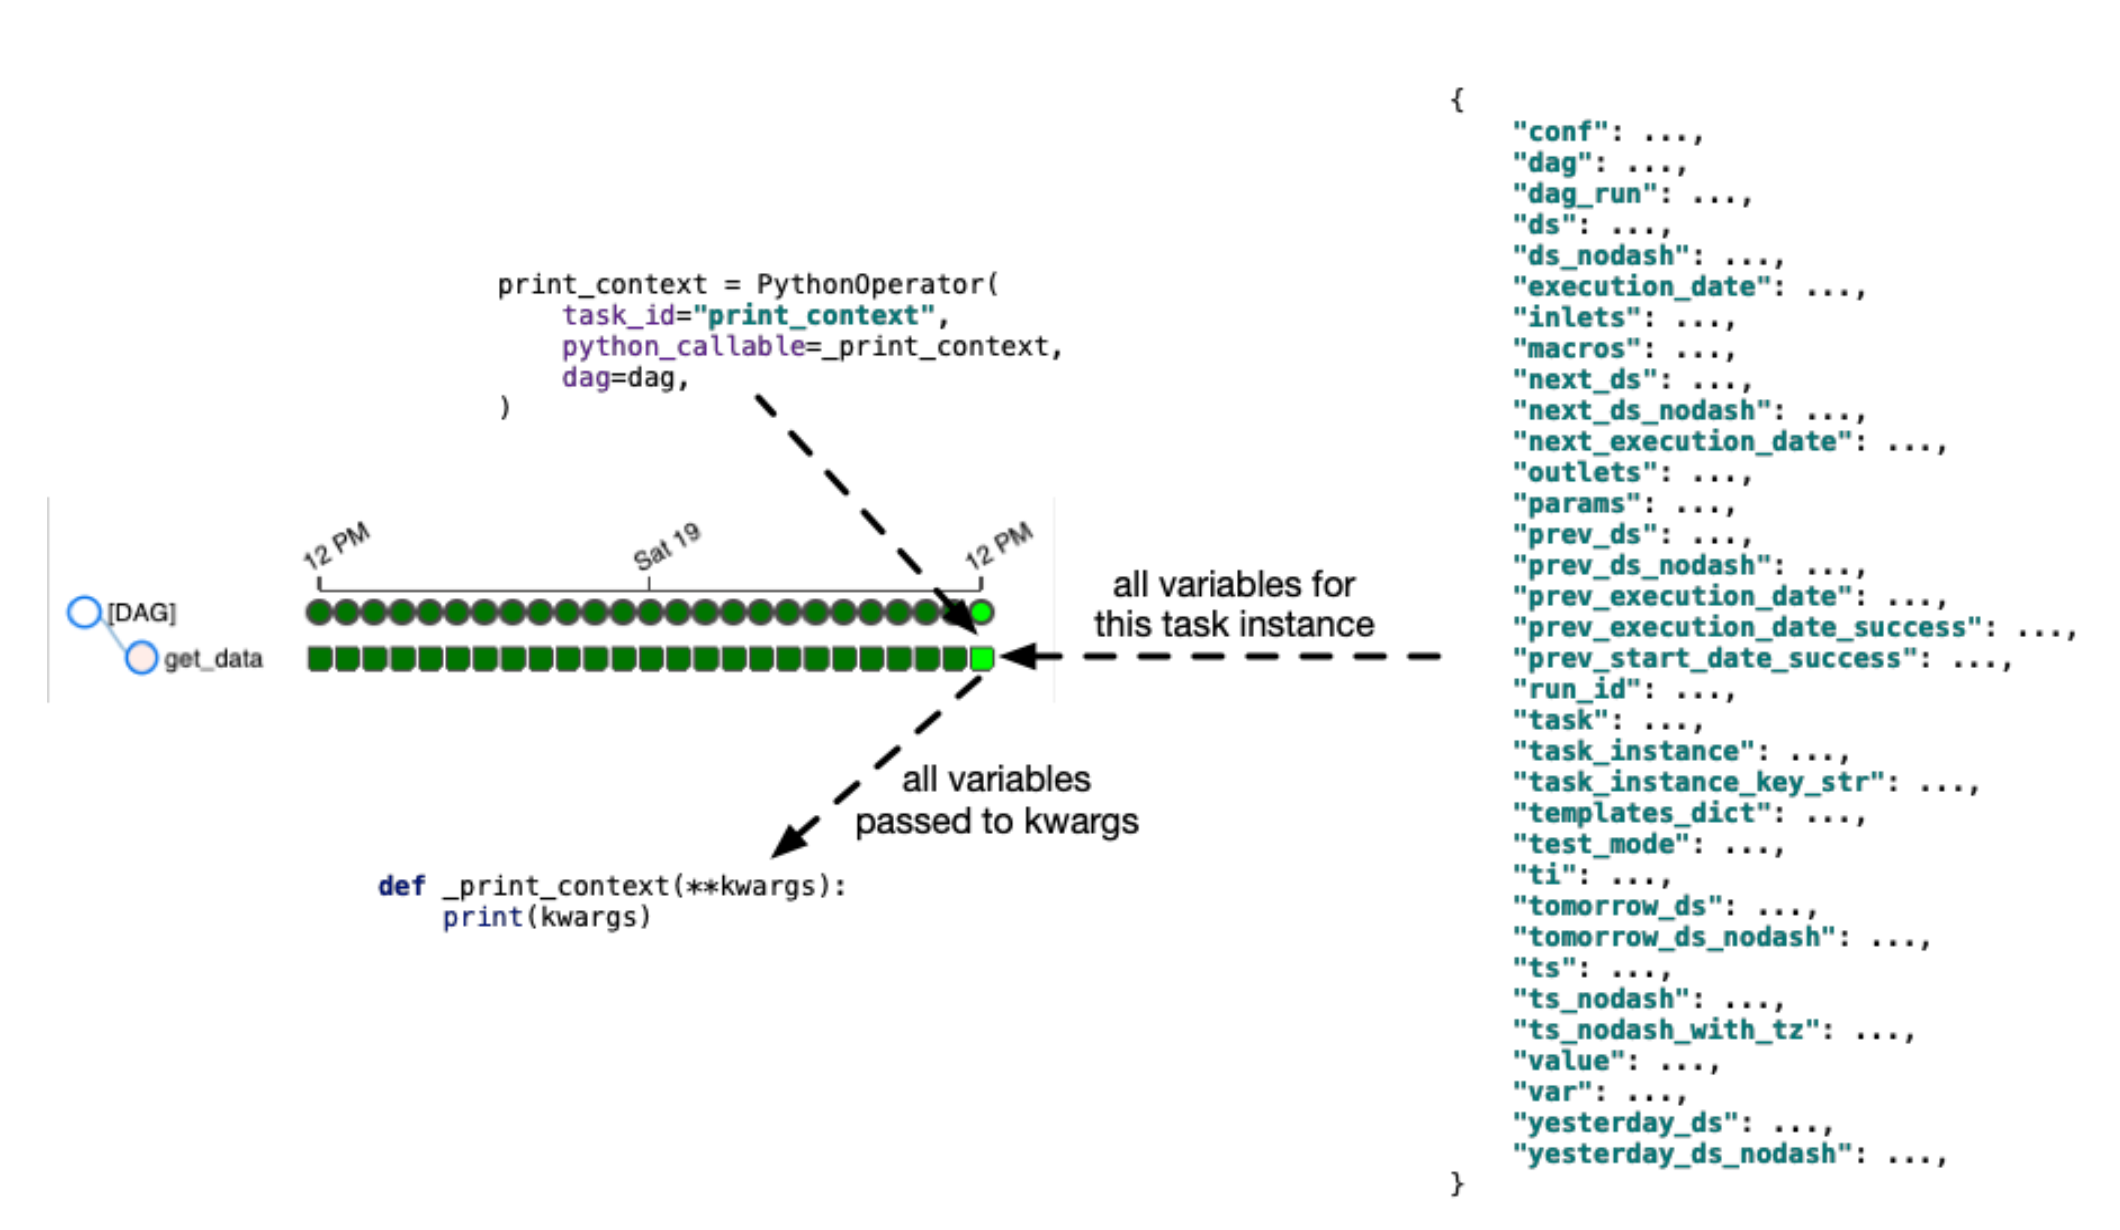 print_context = PythonOperator(
    task_id="print_context",
    python_callable=_print_context,
    dag=dag,
)
12 PM
Sat 19
12 PM
[DAG]
get_data
all variables for
this task instance
all variables
passed to kwargs
def _print_context(**kwargs):
    print(kwargs)
{
    "conf": ...,
    "dag": ...,
    "dag_run": ...,
    "ds": ...,
    "ds_nodash": ...,
    "execution_date": ...,
    "inlets": ...,
    "macros": ...,
    "next_ds": ...,
    "next_ds_nodash": ...,
    "next_execution_date": ...,
    "outlets": ...,
    "params": ...,
    "prev_ds": ...,
    "prev_ds_nodash": ...,
    "prev_execution_date": ...,
    "prev_execution_date_success": ...,
    "prev_start_date_success": ...,
    "run_id": ...,
    "task": ...,
    "task_instance": ...,
    "task_instance_key_str": ...,
    "templates_dict": ...,
    "test_mode": ...,
    "ti": ...,
    "tomorrow_ds": ...,
    "tomorrow_ds_nodash": ...,
    "ts": ...,
    "ts_nodash": ...,
    "ts_nodash_with_tz": ...,
    "value": ...,
    "var": ...,
    "yesterday_ds": ...,
    "yesterday_ds_nodash": ...,
}